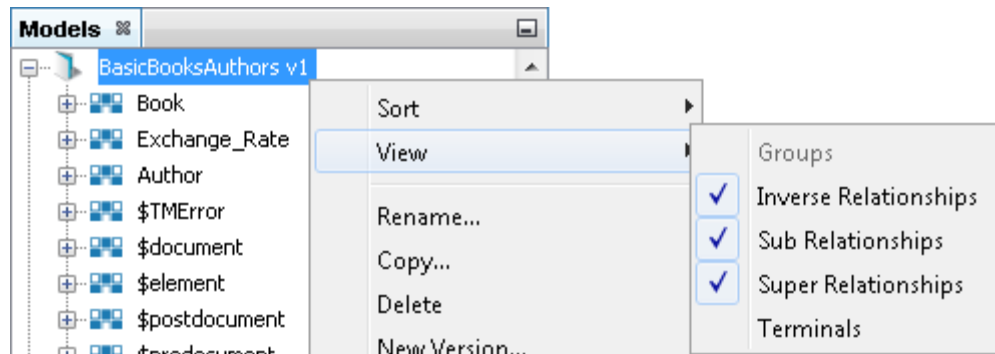 Models
BasicBooksAuthors v1
Book
Exchange_Rate
Author
$TMError
$document
$element
$postdocument
$predocument
Sort
View
Rename...
Copy...
Delete
New Version...
Groups
Inverse Relationships
Sub Relationships
Super Relationships
Terminals